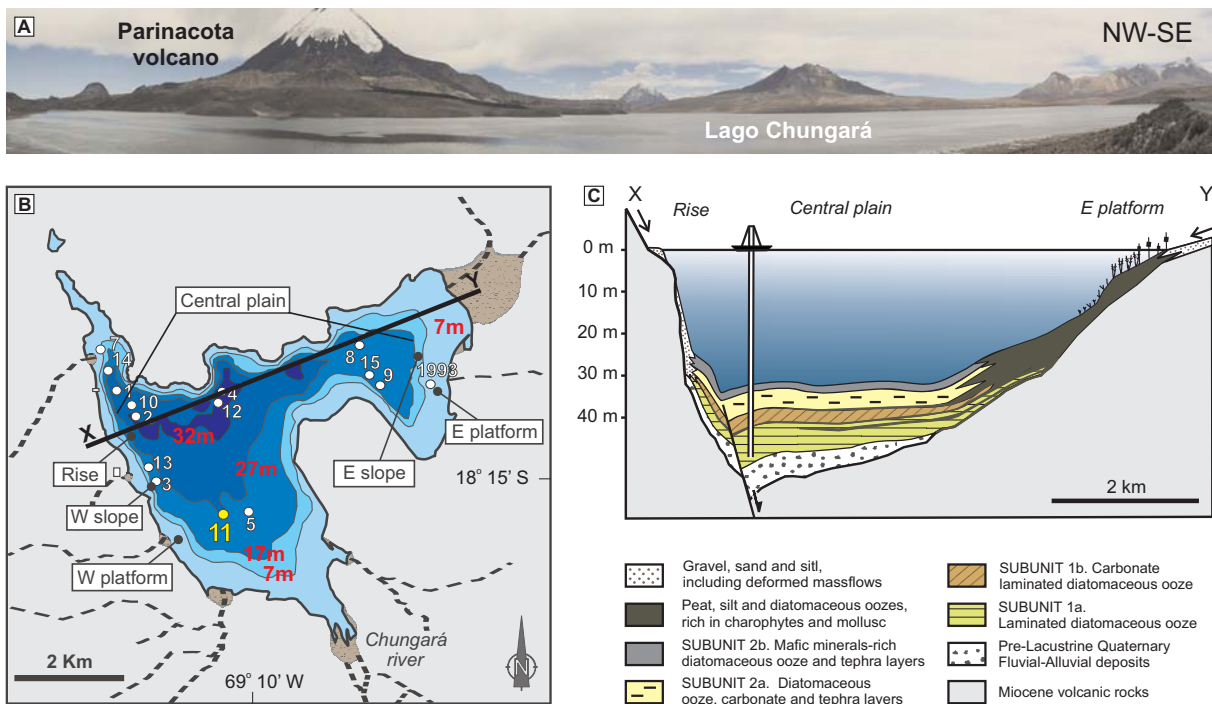 A
Parinacota
volcano
NW-SE
Lago Chungará
B
Central plain
Y
7m
7
14
1
10
2
4
12
8
15
9
1993
X
32m
E platform
Rise
13
3
27m
E slope
18° 15' S
W slope
11
5
17m
7m
W platform
Chungará
river
2 Km
69° 10' W
N
C
X
Y
Rise
Central plain
E platform
0 m
10 m
20 m
30 m
40 m
2 km
Gravel, sand and sitl,
including deformed massflows
Peat, silt and diatomaceous oozes,
rich in charophytes and mollusc
SUBUNIT 2b. Mafic minerals-rich
diatomaceous ooze and tephra layers
SUBUNIT 2a. Diatomaceous
ooze, carbonate and tephra layers
SUBUNIT 1b. Carbonate
laminated diatomaceous ooze
SUBUNIT 1a.
Laminated diatomaceous ooze
Pre-Lacustrine Quaternary
Fluvial-Alluvial deposits
Miocene volcanic rocks